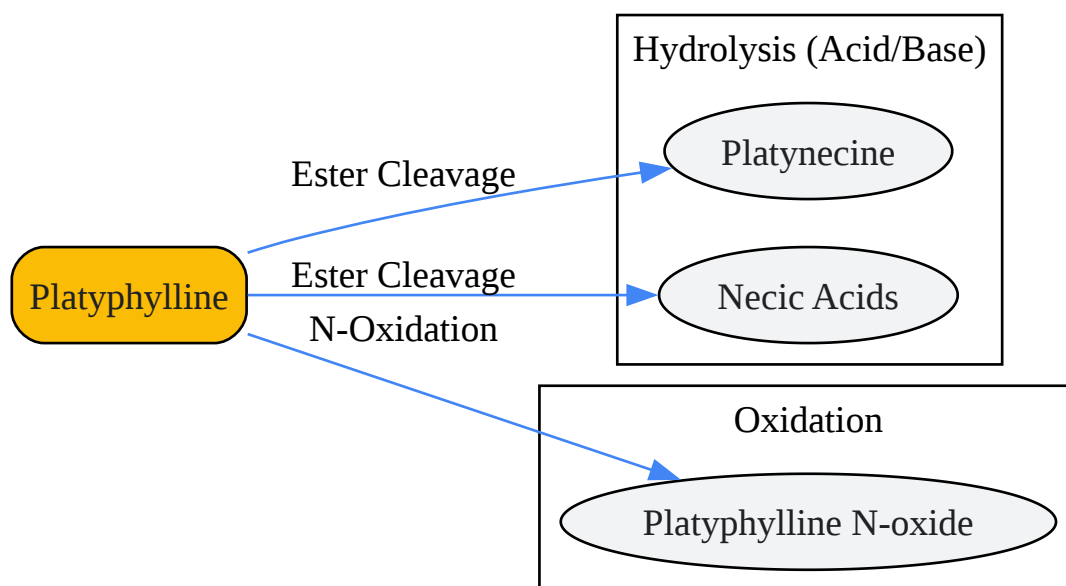 Hydrolysis (Acid/Base)
Platynecine
Ester Cleavage
Ester Cleavage
Necic Acids
Platyphylline
N-Oxidation
Oxidation
Platyphylline N-oxide